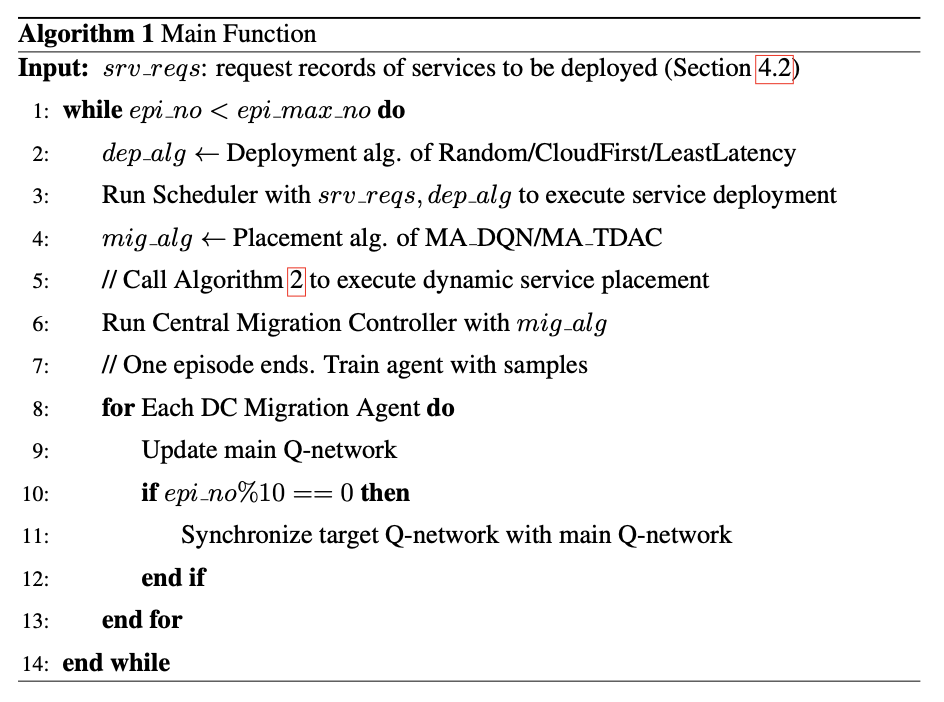 Algorithm 1 Main Function
Input: srv_reqs: request records of services to be deployed (Section 4.2)
1: while epi_no < epi_max_no do
2: dep_alg ← Deployment alg. of Random/CloudFirst/LeastLatency
3: Run Scheduler with srv_reqs, dep_alg to execute service deployment
4: mig_alg ← Placement alg. of MA_DQN/MA_TDAC
5: // Call Algorithm 2 to execute dynamic service placement
6: Run Central Migration Controller with mig_alg
7: // One episode ends. Train agent with samples
8: for Each DC Migration Agent do
9: Update main Q-network
10: if epi_no%10 == 0 then
11: Synchronize target Q-network with main Q-network
12: end if
13: end for
14: end while